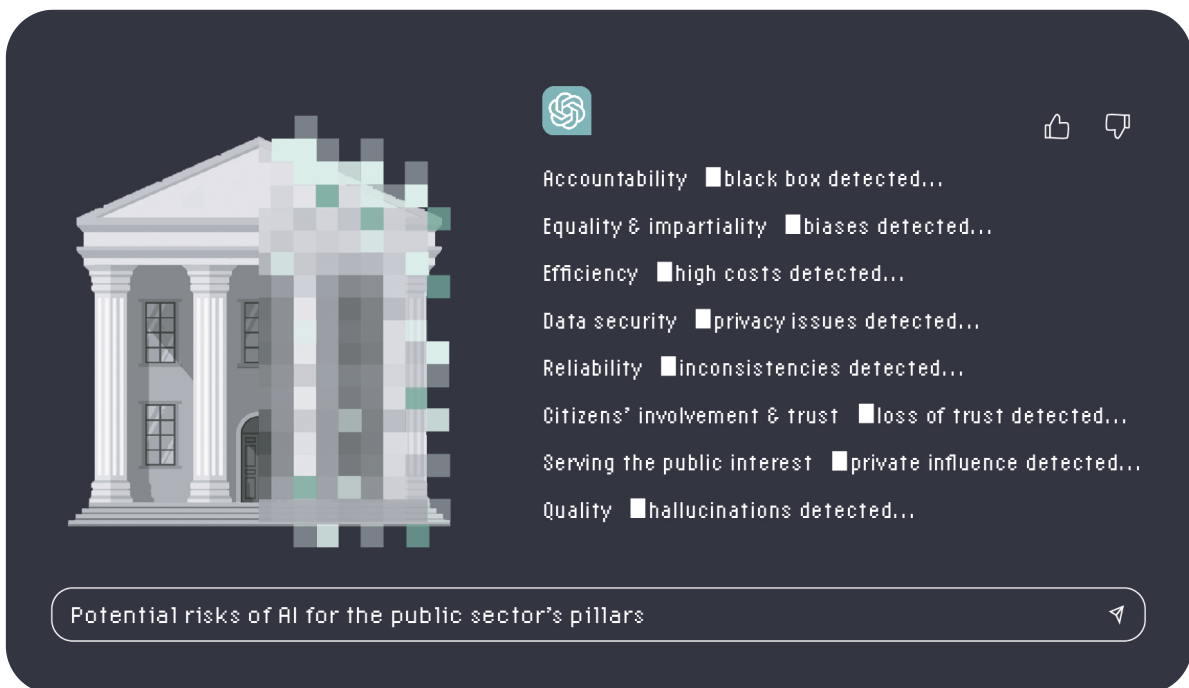 Accountability ■black box detected...
Equality & impartiality ■biases detected...
Efficiency ■high costs detected...
Data security ■privacy issues detected...
Reliability ■inconsistencies detected...
Citizens’ involvement & trust ■loss of trust detected...
Serving the public interest ■private influence detected...
Quality ■hallucinations detected...
Potential risks of AI for the public sector’s pillars